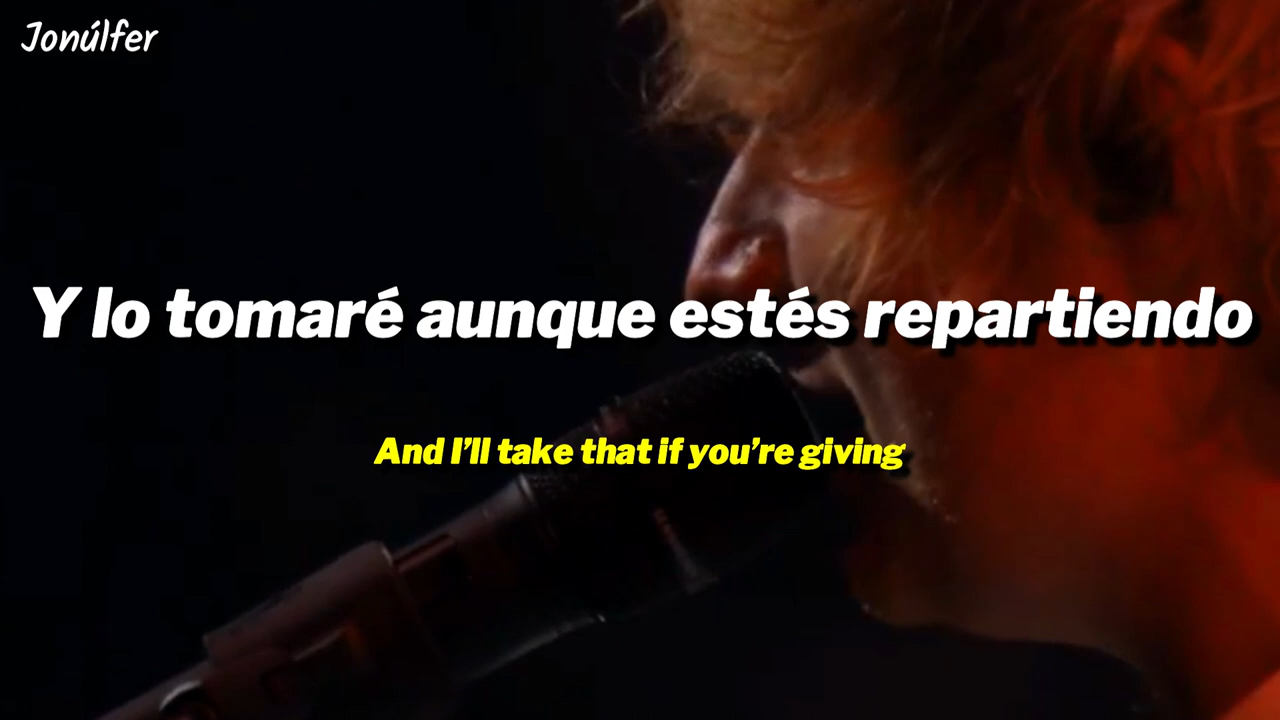 Jonúlfer
Y lo tomaré aunque estés repartiendo
And I’ll take that if you’re giving